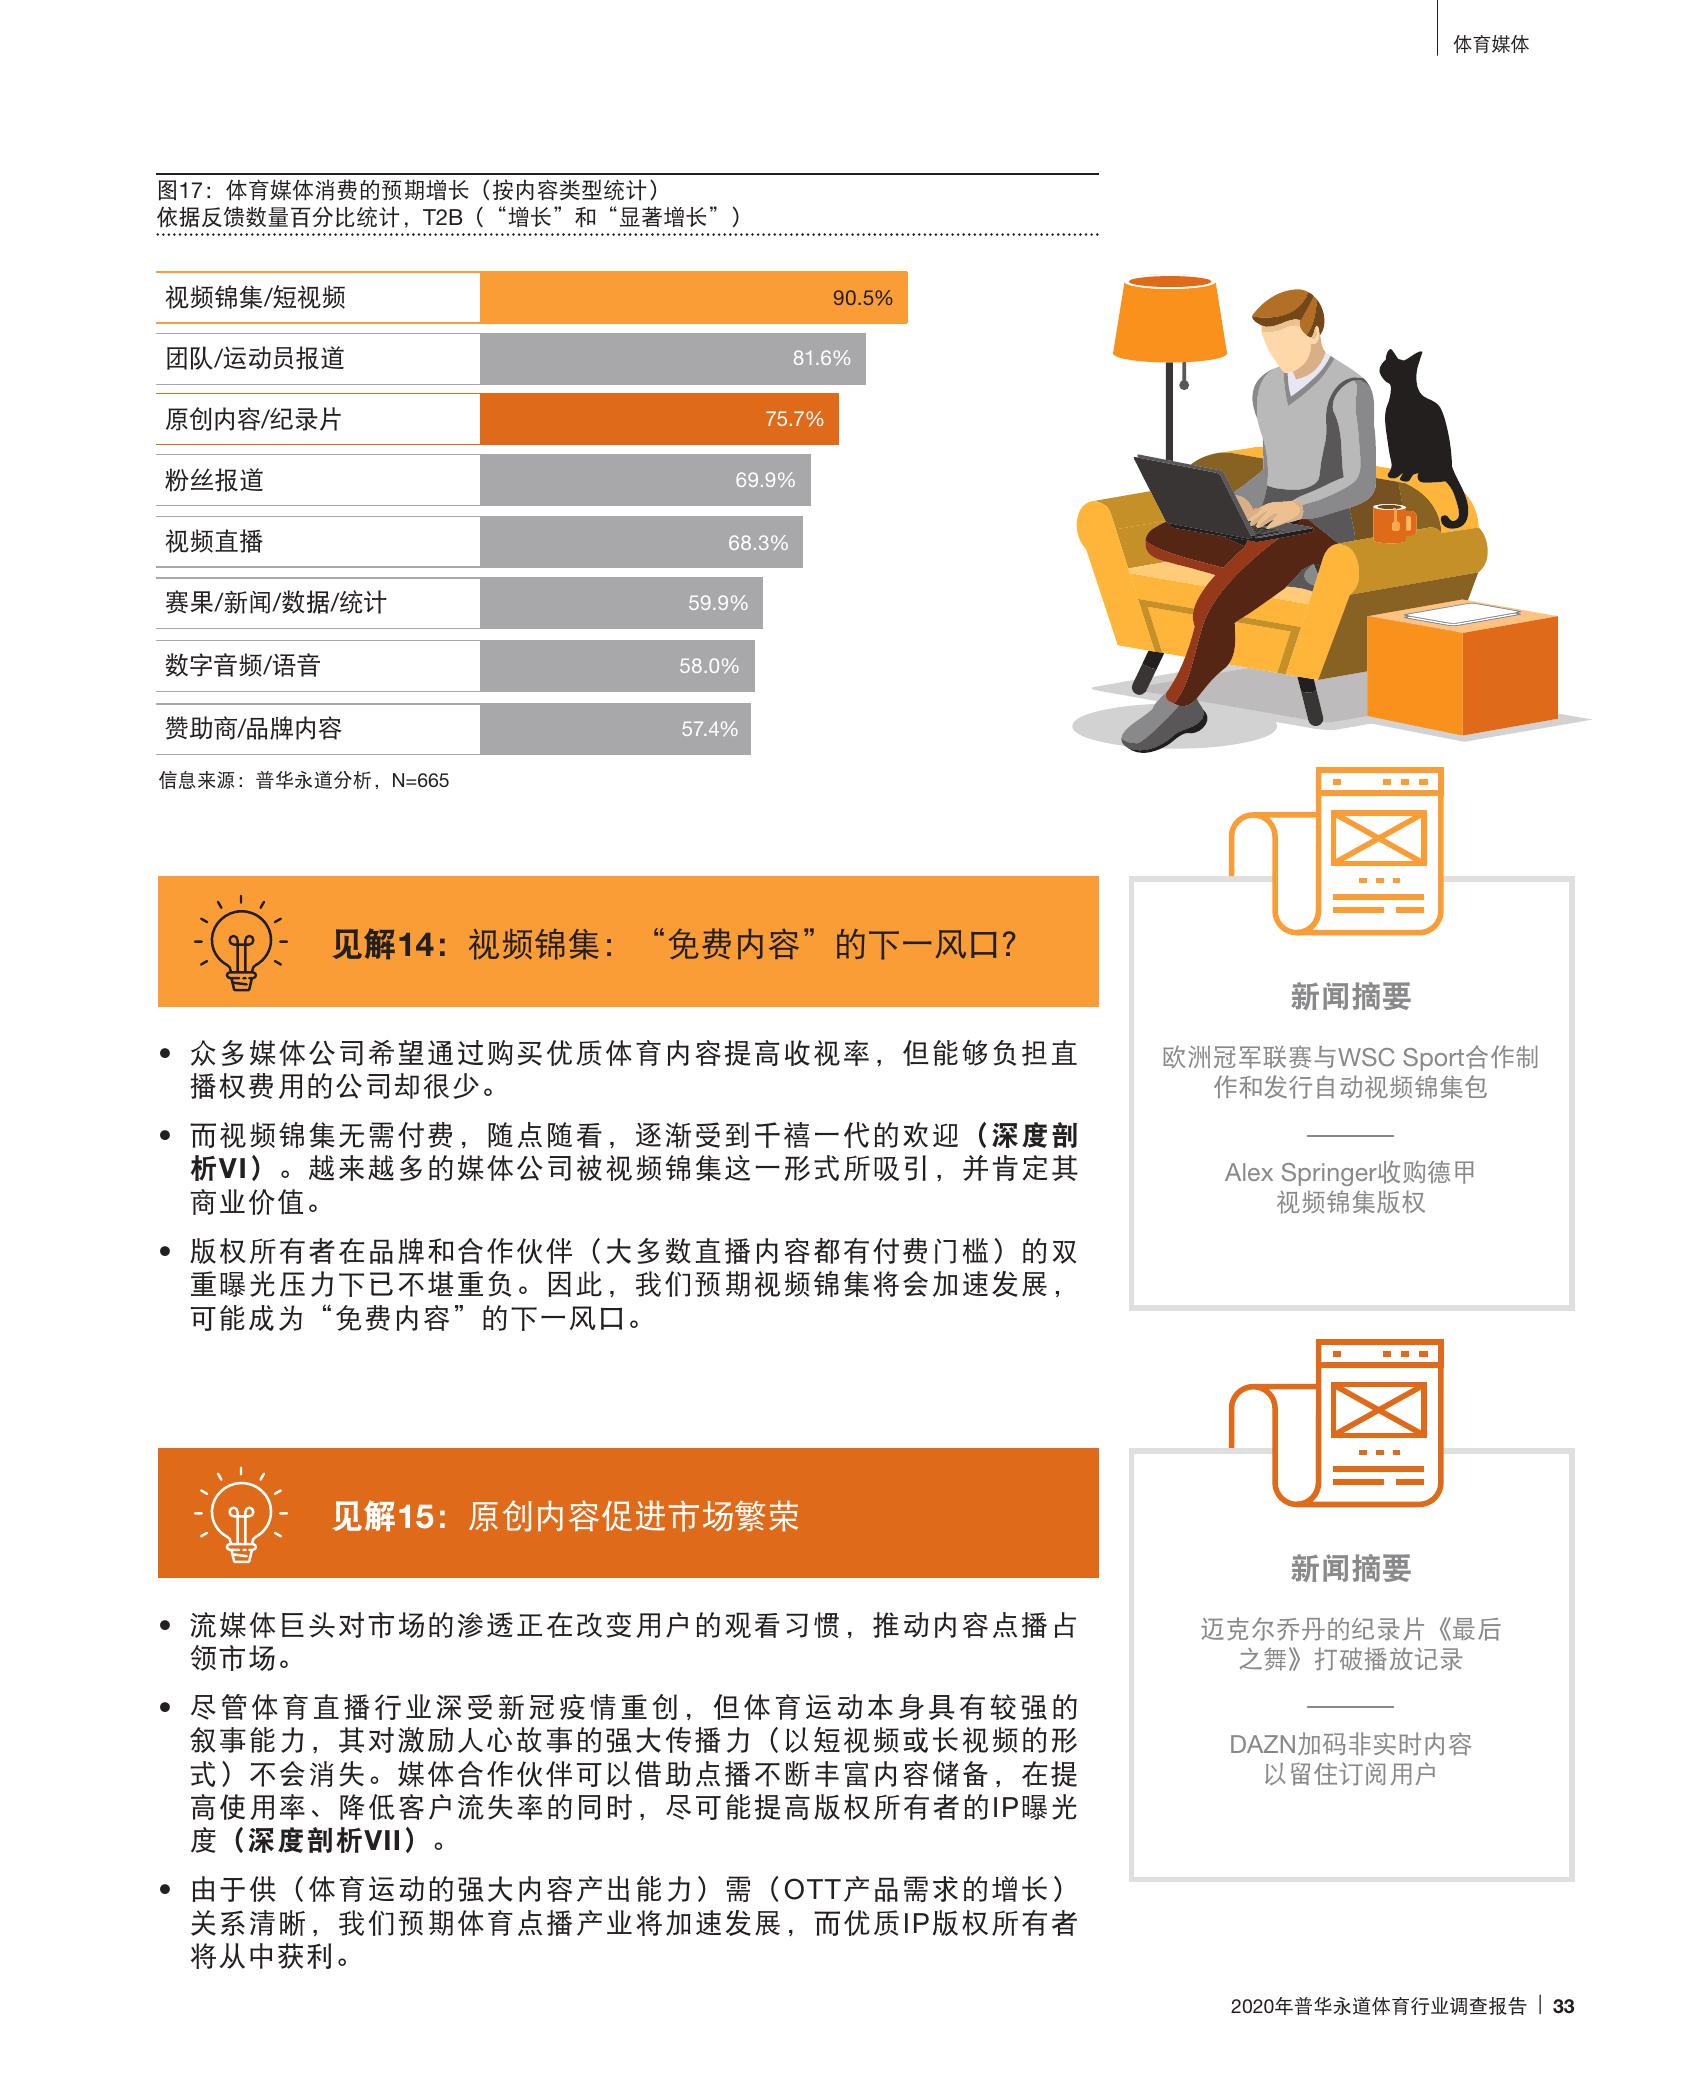 体育媒体
图17：体育媒体消费的预期增长（按内容类型统计）
依据反馈数量百分比统计，T2B（“增长”和“显著增长”）
视频锦集/短视频 90.5%
团队/运动员报道 81.6%
原创内容/纪录片 75.7%
粉丝报道 69.9%
视频直播 68.3%
赛果/新闻/数据/统计 59.9%
数字音频/语音 58.0%
赞助商/品牌内容 57.4%
信息来源：普华永道分析，N=665
见解14：视频锦集：“免费内容”的下一风口？
• 众多媒体公司希望通过购买优质体育内容提高收视率，但能够负担直
播权费用的公司却很少。
• 而视频锦集无需付费，随点随看，逐渐受到千禧一代的欢迎（深度剖
析VI）。越来越多的媒体公司被视频锦集这一形式所吸引，并肯定其
商业价值。
• 版权所有者在品牌和合作伙伴（大多数直播内容都有付费门槛）的双
重曝光压力下已不堪重负。因此，我们预期视频锦集将会加速发展，
可能成为“免费内容”的下一风口。
新闻摘要
欧洲冠军联赛与WSC Sport合作制
作和发行自动视频锦集包
Alex Springer收购德甲
视频锦集版权
见解15：原创内容促进市场繁荣
• 流媒体巨头对市场的渗透正在改变用户的观看习惯，推动内容点播占
领市场。
• 尽管体育直播行业深受新冠疫情重创，但体育运动本身具有较强的
叙事能力，其对激励人心故事的强大传播力（以短视频或长视频的形
式）不会消失。媒体合作伙伴可以借助点播不断丰富内容储备，在提
高使用率、降低客户流失率的同时，尽可能提高版权所有者的IP曝光
度（深度剖析VII）。
• 由于供（体育运动的强大内容产出能力）需（OTT产品需求的增长）
关系清晰，我们预期体育点播产业将加速发展，而优质IP版权所有者
将从中获利。
新闻摘要
迈克尔乔丹的纪录片《最后
之舞》打破播放记录
DAZN加码非实时内容
以留住订阅用户
2020年普华永道体育行业调查报告 | 33